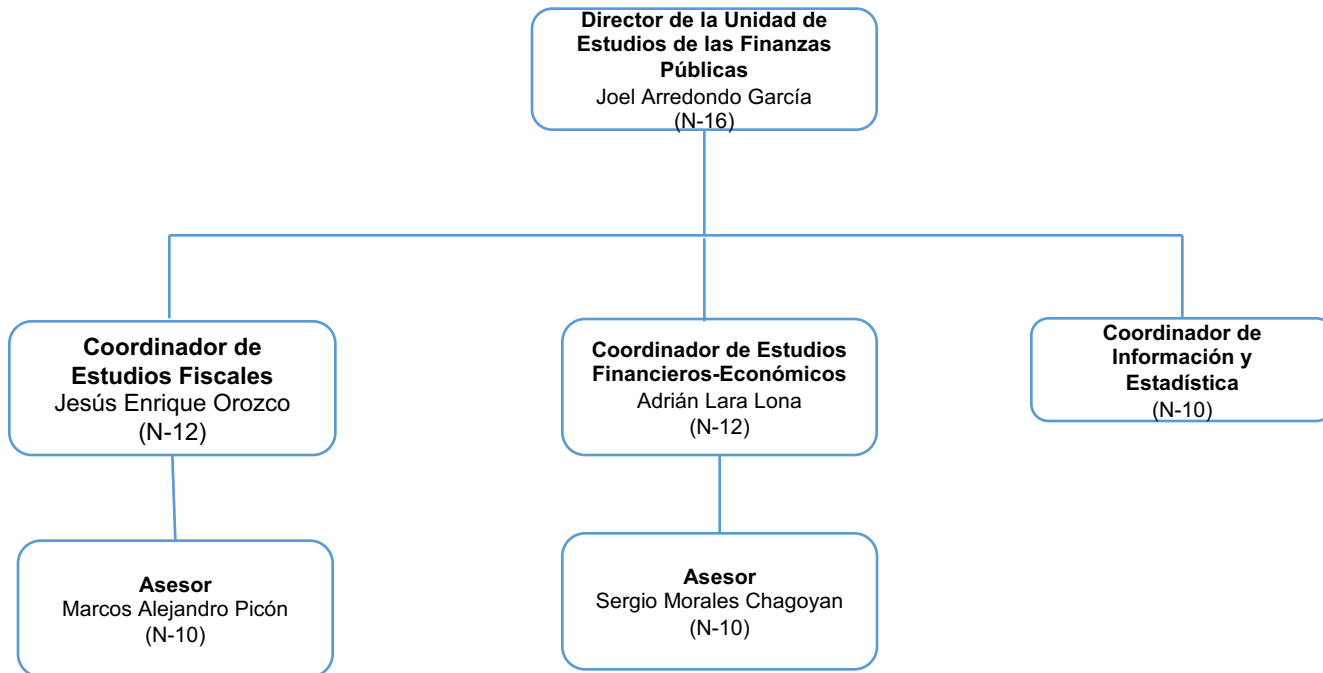 Director de la Unidad de
Estudios de las Finanzas
Públicas
Joel Arredondo García
(N-16)
Coordinador de
Estudios Fiscales
Jesús Enrique Orozco
(N-12)
Coordinador de Estudios
Financieros-Económicos
Adrián Lara Lona
(N-12)
Coordinador de
Información y
Estadística
(N-10)
Asesor
Marcos Alejandro Picón
(N-10)
Asesor
Sergio Morales Chagoyan
(N-10)